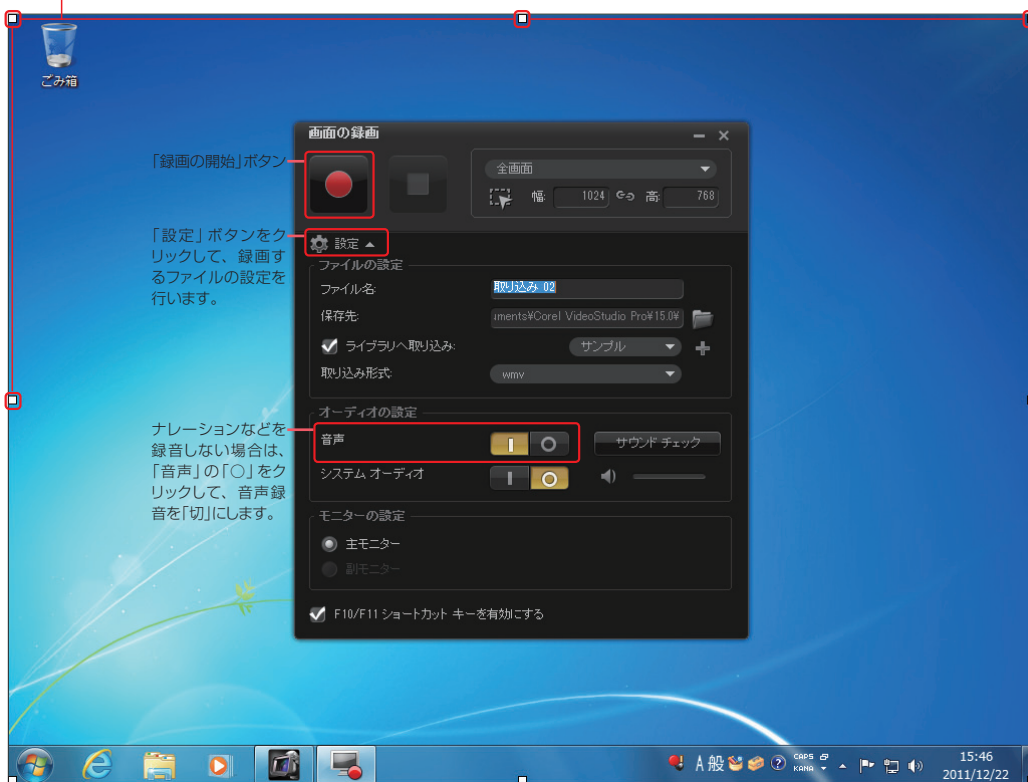 ごみ箱
画面の録画
「録画の開始」ボタン
全画面
幅: 1024 高: 768
「設定」ボタンをク
リックして、録画す
るファイルの設定を
行います。
設定
ファイルの設定
ファイル名: 取り込み 02
保存先: uments¥Corel VideoStudio Pro¥15.0¥
ライブラリへ取り込み: サンプル
取り込み形式: wmv
オーディオの設定
ナレーションなどを
録音しない場合は、
「音声」の「○」をク
リックして、音声録
音を「切」にします。
音声 サウンド チェック
システム オーディオ
モニターの設定
主モニター
副モニター
F10/F11 ショートカット キーを有効にする
A 般 CAPS KANA
15:46
2011/12/22